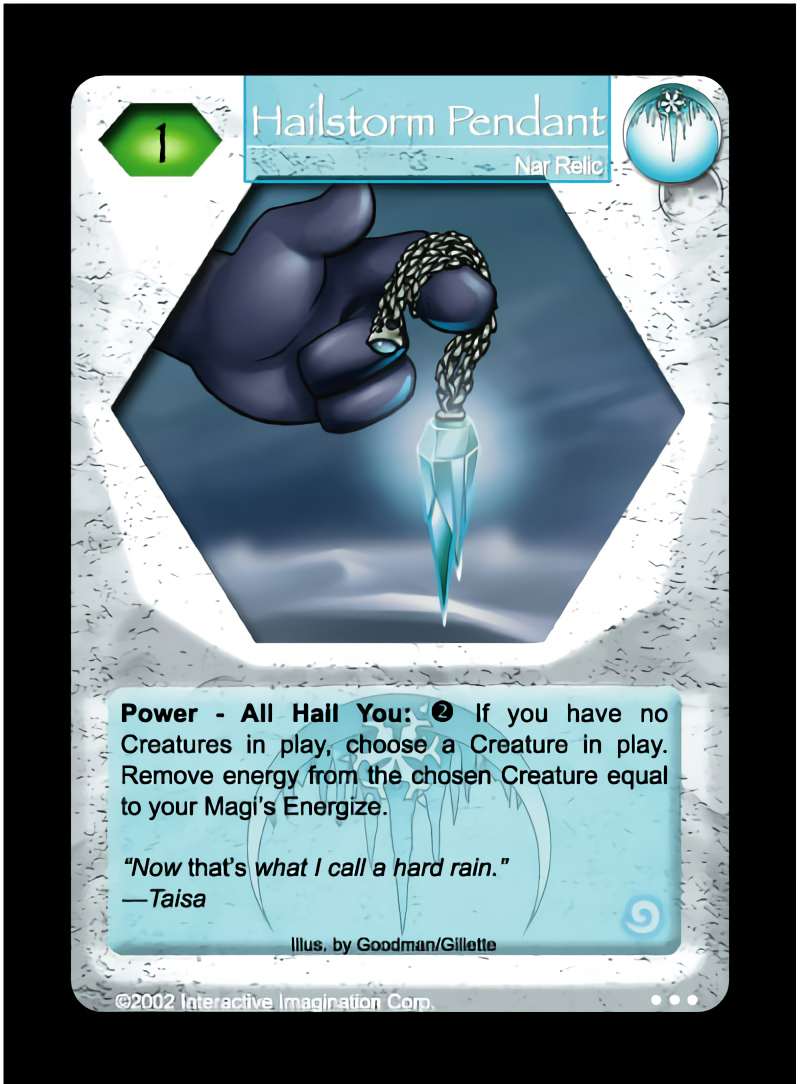 1
Hailstorm Pendant
Nar Relic
Power - All Hail You: ❷ If you have no
Creatures in play, choose a Creature in play.
Remove energy from the chosen Creature equal
to your Magi's Energize.
“Now that's what I call a hard rain.”
—Taisa
Illus. by Goodman/Gillette
©2002 Interactive Imagination Corp.